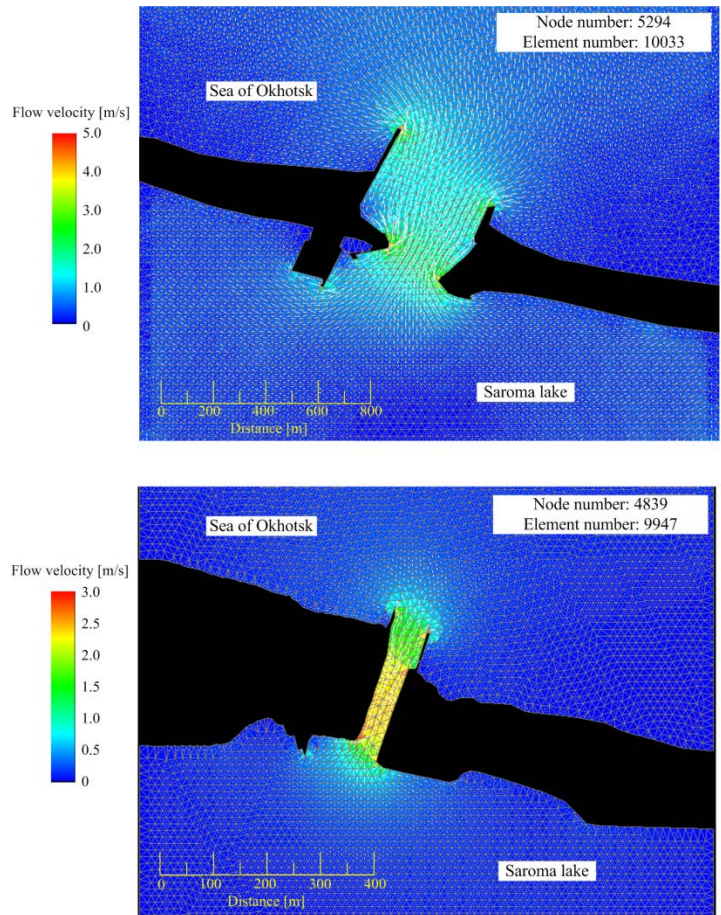 Node number: 5294
Element number: 10033
Sea of Okhotsk
Flow velocity [m/s]
5.0
4.0
3.0
2.0
1.0
0
Saroma lake
0 200 400 600 800
Distance [m]
Node number: 4839
Element number: 9947
Sea of Okhotsk
Flow velocity [m/s]
3.0
2.5
2.0
1.5
1.0
0.5
0
Saroma lake
0 100 200 300 400
Distance [m]